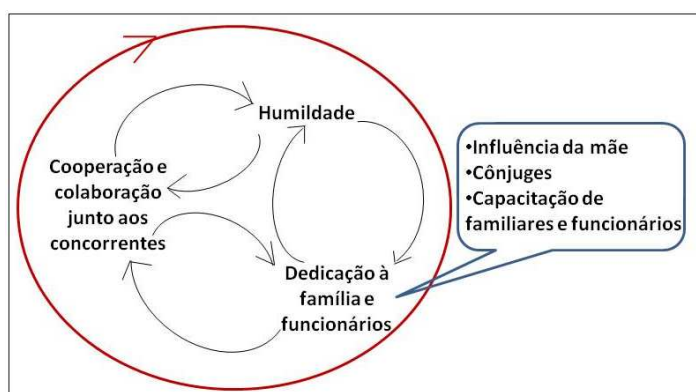 Humildade
Cooperação e
colaboração
junto aos
concorrentes
Dedicação à
família e
funcionários
•Influência da mãe
•Cônjuges
•Capacitação de
familiares e funcionários